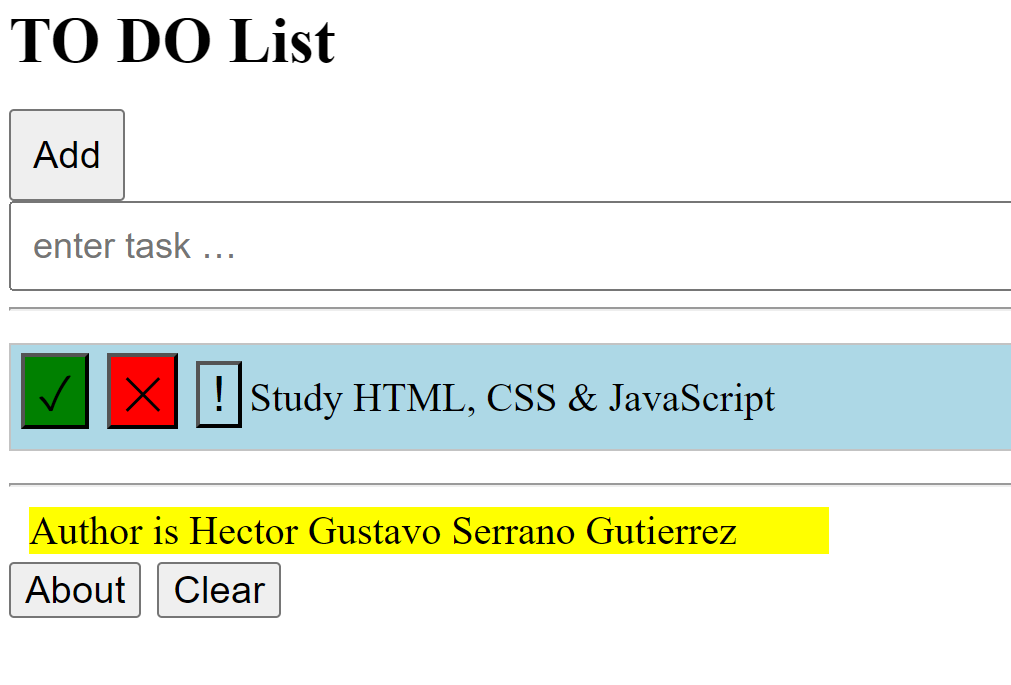 TO DO List
Add
enter task …
✓ ✕ ! Study HTML, CSS & JavaScript
Author is Hector Gustavo Serrano Gutierrez
About Clear